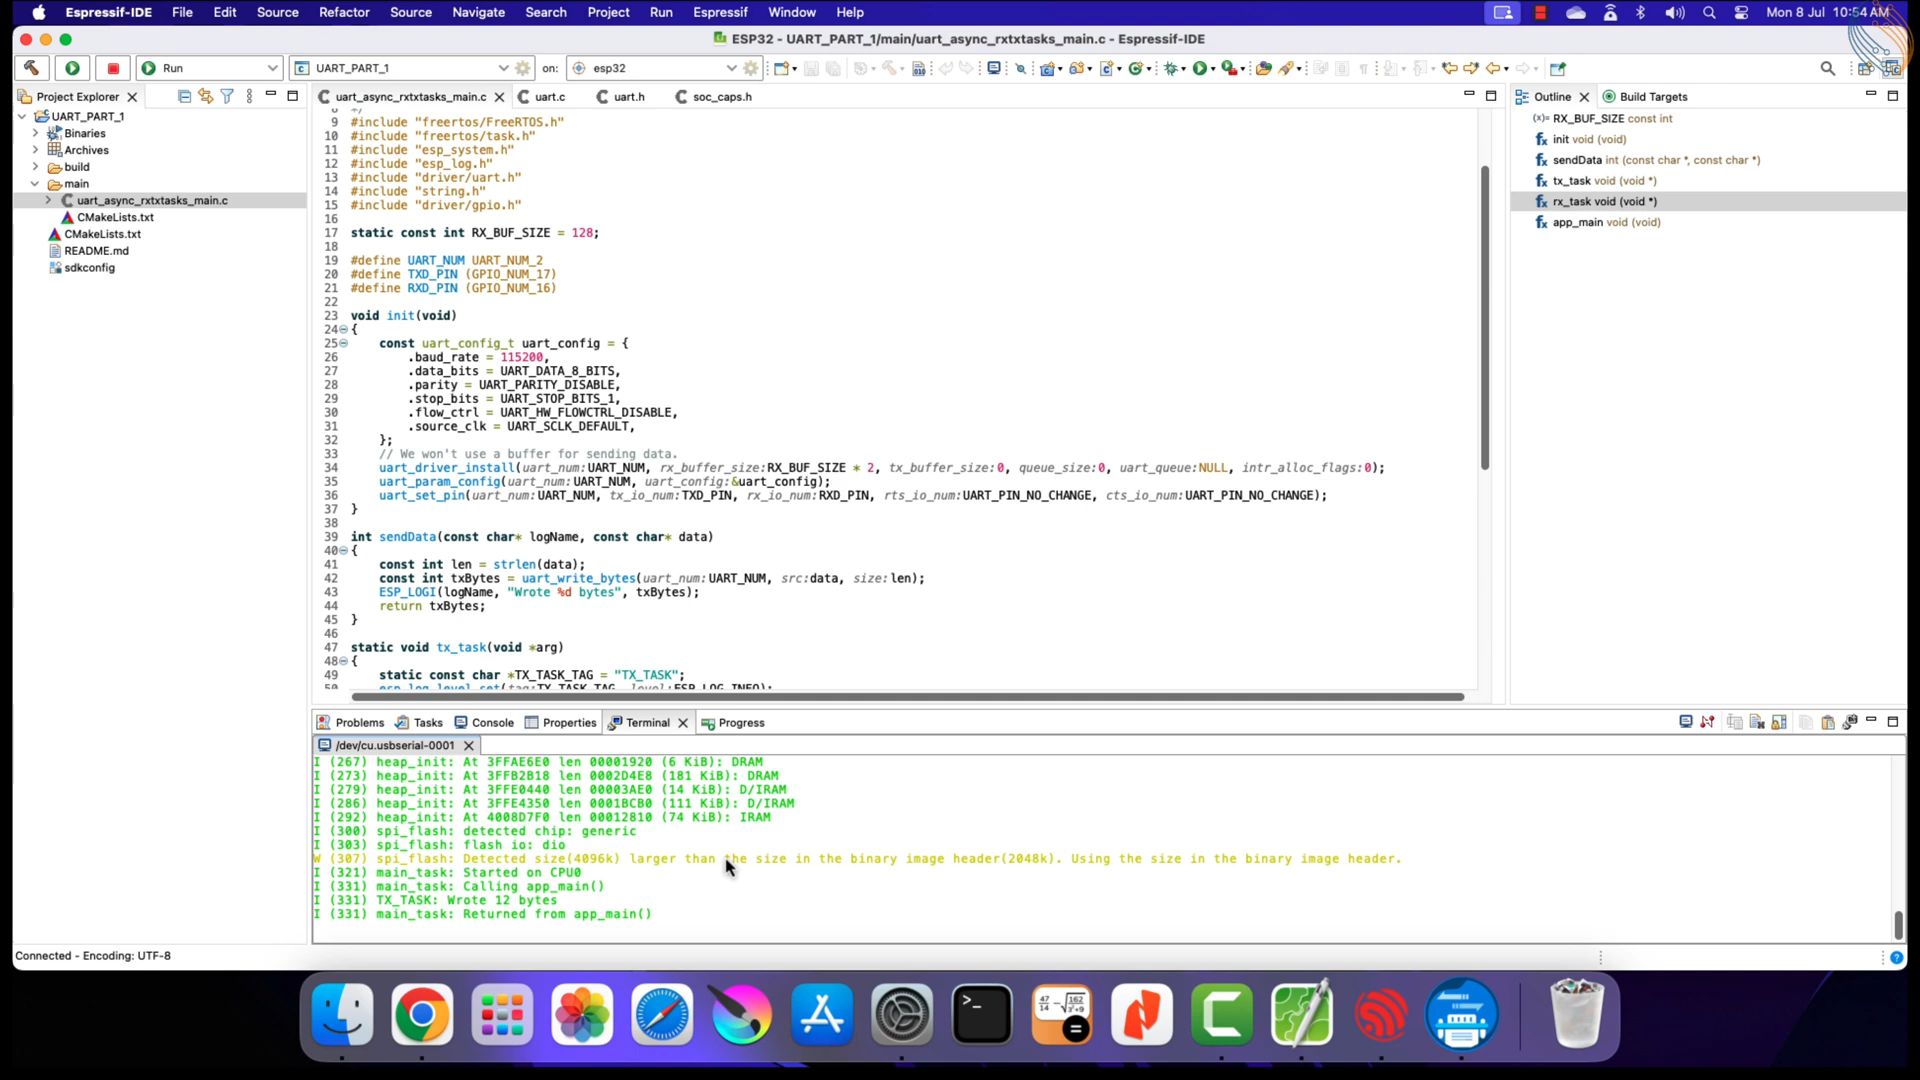 Espressif-IDE File Edit Source Refactor Source Navigate Search Project Run Espressif Window Help Mon 8 Jul 10:54 AM
ESP32 - UART_PART_1/main/uart_async_rxtxtasks_main.c - Espressif-IDE
Run UART_PART_1 on: esp32
Project Explorer
UART_PART_1
Binaries
Archives
build
main
uart_async_rxtxtasks_main.c
CMakeLists.txt
CMakeLists.txt
README.md
sdkconfig
uart_async_rxtxtasks_main.c uart.c uart.h soc_caps.h
9 #include "freertos/FreeRTOS.h"
10 #include "freertos/task.h"
11 #include "esp_system.h"
12 #include "esp_log.h"
13 #include "driver/uart.h"
14 #include "string.h"
15 #include "driver/gpio.h"
16
17 static const int RX_BUF_SIZE = 128;
18
19 #define UART_NUM UART_NUM_2
20 #define TXD_PIN (GPIO_NUM_17)
21 #define RXD_PIN (GPIO_NUM_16)
22
23 void init(void)
24 {
25 const uart_config_t uart_config = {
26 .baud_rate = 115200,
27 .data_bits = UART_DATA_8_BITS,
28 .parity = UART_PARITY_DISABLE,
29 .stop_bits = UART_STOP_BITS_1,
30 .flow_ctrl = UART_HW_FLOWCTRL_DISABLE,
31 .source_clk = UART_SCLK_DEFAULT,
32 };
33 // We won't use a buffer for sending data.
34 uart_driver_install(uart_num:UART_NUM, rx_buffer_size:RX_BUF_SIZE * 2, tx_buffer_size:0, queue_size:0, uart_queue:NULL, intr_alloc_flags:0);
35 uart_param_config(uart_num:UART_NUM, uart_config:&uart_config);
36 uart_set_pin(uart_num:UART_NUM, tx_io_num:TXD_PIN, rx_io_num:RXD_PIN, rts_io_num:UART_PIN_NO_CHANGE, cts_io_num:UART_PIN_NO_CHANGE);
37 }
38
39 int sendData(const char* logName, const char* data)
40 {
41 const int len = strlen(data);
42 const int txBytes = uart_write_bytes(uart_num:UART_NUM, src:data, size:len);
43 ESP_LOGI(logName, "Wrote %d bytes", txBytes);
44 return txBytes;
45 }
46
47 static void tx_task(void *arg)
48 {
49 static const char *TX_TASK_TAG = "TX_TASK";
50 esp_log_level_set(tag:TX_TASK_TAG, level:ESP_LOG_INFO);
Outline Build Targets
RX_BUF_SIZE const int
init void (void)
sendData int (const char *, const char *)
tx_task void (void *)
rx_task void (void *)
app_main void (void)
Problems Tasks Console Properties Terminal Progress
/dev/cu.usbserial-0001
I (267) heap_init: At 3FFAE6E0 len 00001920 (6 KiB): DRAM
I (273) heap_init: At 3FFB2B18 len 0002D4E8 (181 KiB): DRAM
I (279) heap_init: At 3FFE0440 len 00003AE0 (14 KiB): D/IRAM
I (286) heap_init: At 3FFE4350 len 0001BCB0 (111 KiB): D/IRAM
I (292) heap_init: At 4008D7F0 len 00012810 (74 KiB): IRAM
I (300) spi_flash: detected chip: generic
I (303) spi_flash: flash io: dio
W (307) spi_flash: Detected size(4096k) larger than the size in the binary image header(2048k). Using the size in the binary image header.
I (321) main_task: Started on CPU0
I (331) main_task: Calling app_main()
I (331) TX_TASK: Wrote 12 bytes
I (331) main_task: Returned from app_main()
Connected - Encoding: UTF-8